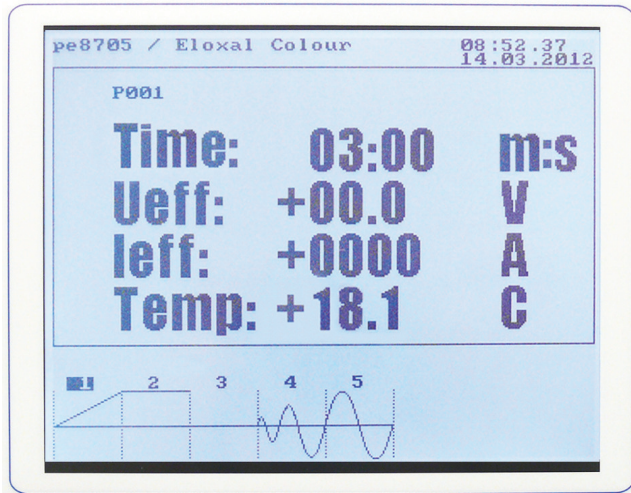 pe8705 / Eloxal Colour 08:52.37
14.03.2012
P001
Time: 03:00 m:s
Ueff: +00.0 V
Ieff: +0000 A
Temp: +18.1 C
1 2 3 4 5